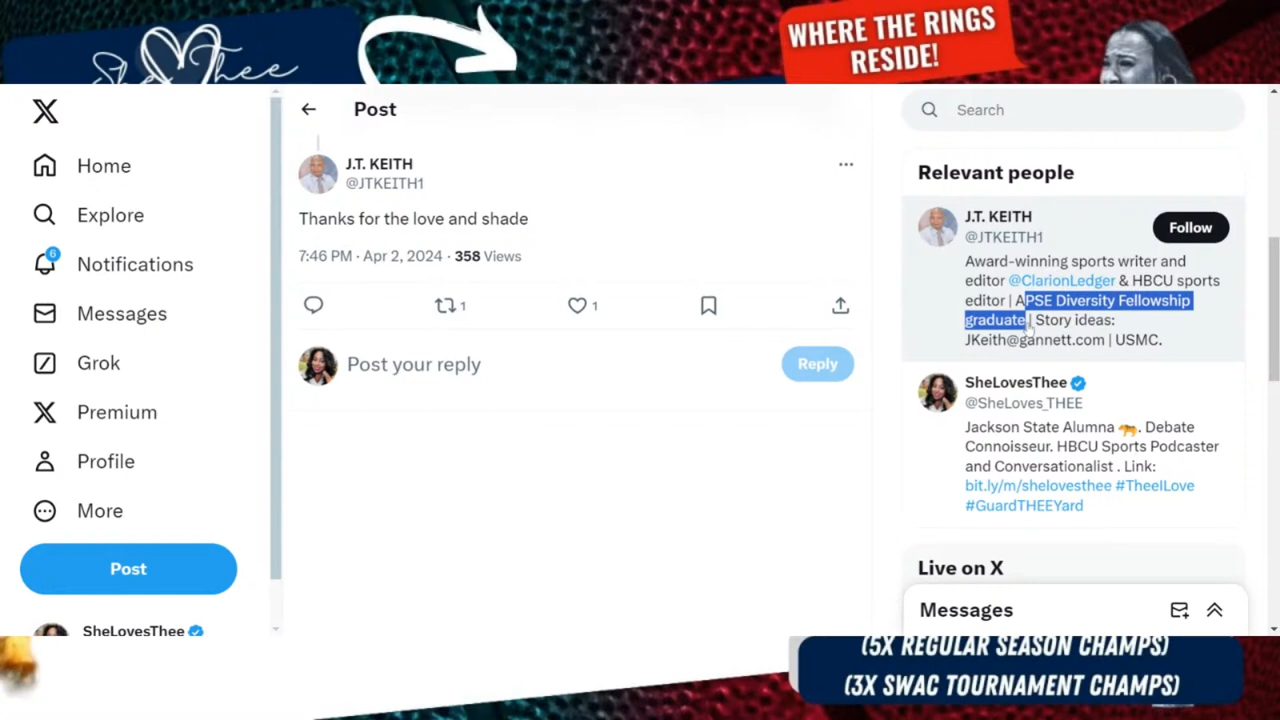 She Thee
WHERE THE RINGS
RESIDE!
X
Home
Explore
6
Notifications
Messages
Grok
Premium
Profile
More
Post
SheLovesThee
Post
J.T. KEITH
@JTKEITH1
Thanks for the love and shade
7:46 PM · Apr 2, 2024 · 358 Views
1
1
Post your reply
Reply
Search
Relevant people
J.T. KEITH
@JTKEITH1
Follow
Award-winning sports writer and
editor @ClarionLedger & HBCU sports
editor | APSE Diversity Fellowship
graduate | Story ideas:
JKeith@gannett.com | USMC.
SheLovesThee
@SheLoves_THEE
Jackson State Alumna 🐅. Debate
Connoisseur. HBCU Sports Podcaster
and Conversationalist . Link:
bit.ly/m/shelovesthee #TheeILove
#GuardTHEEYard
Live on X
Messages
(5X REGULAR SEASON CHAMPS)
(3X SWAC TOURNAMENT CHAMPS)